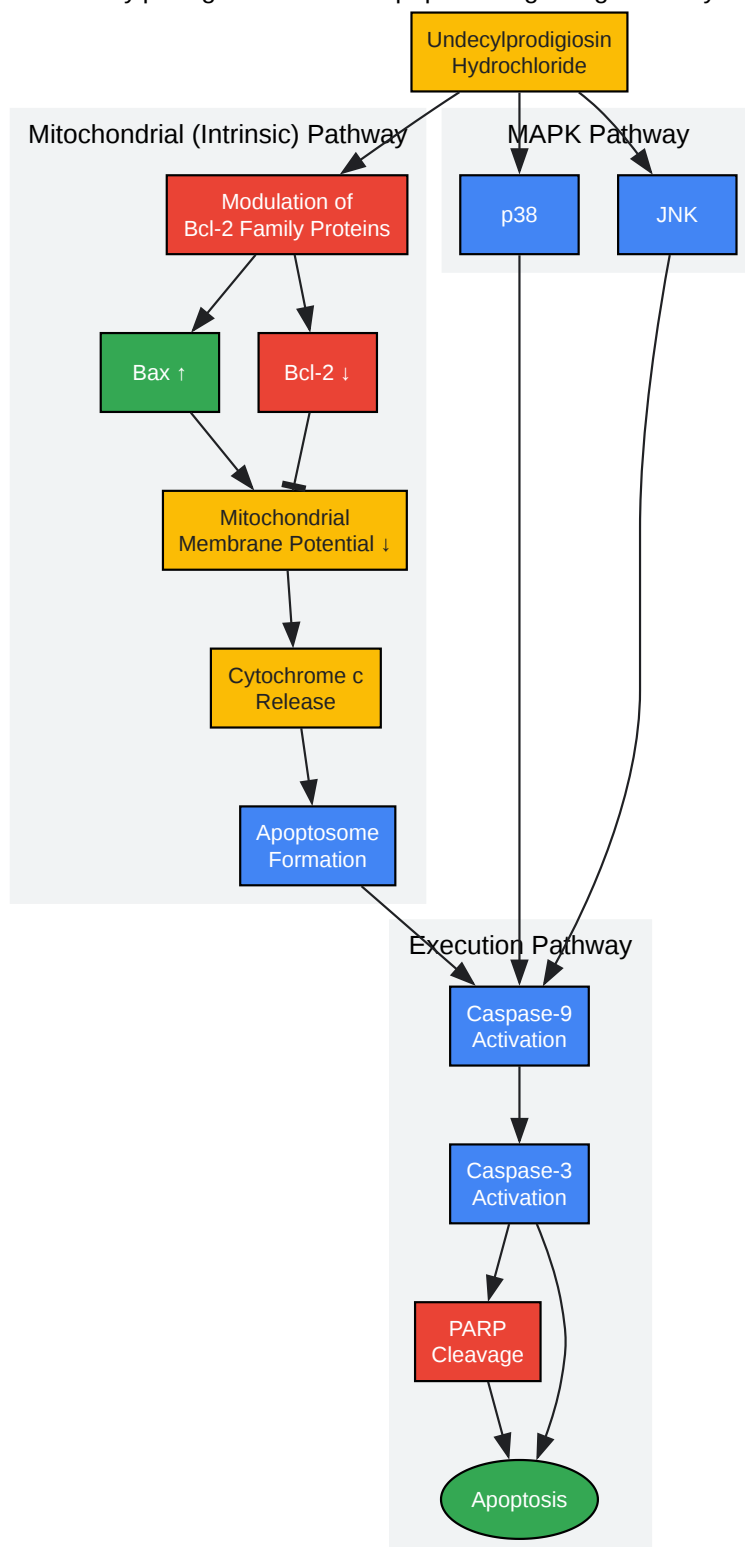 Undecylprodigiosin
Hydrochloride
Mitochondrial (Intrinsic) Pathway
MAPK Pathway
Modulation of
Bcl-2 Family Proteins
p38
JNK
Bax ↑
Bcl-2 ↓
Mitochondrial
Membrane Potential ↓
Cytochrome c
Release
Apoptosome
Formation
Execution Pathway
Caspase-9
Activation
Caspase-3
Activation
PARP
Cleavage
Apoptosis